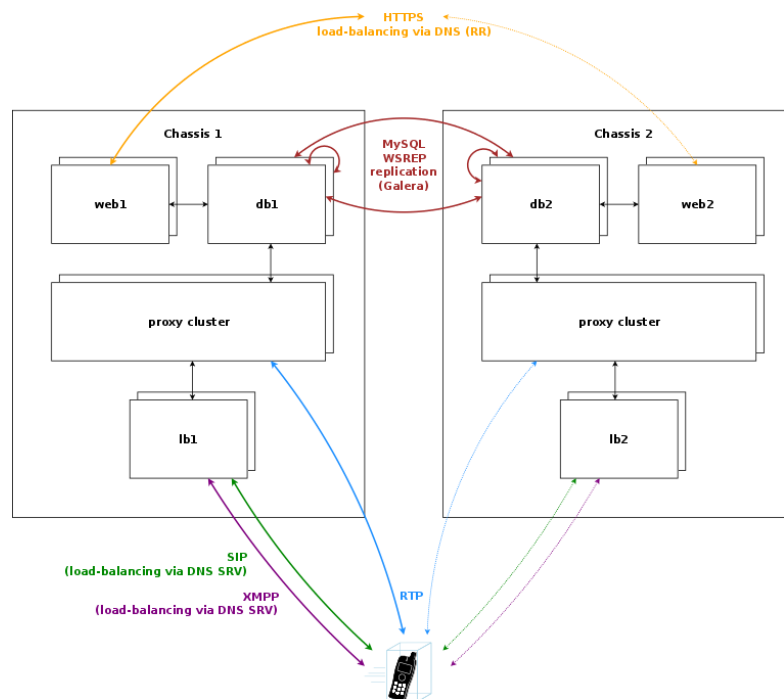 HTTPS
load-balancing via DNS (RR)
Chassis 1
Chassis 2
MySQL
WSREP
replication
(Galera)
web1
db1
db2
web2
proxy cluster
proxy cluster
lb1
lb2
SIP
(load-balancing via DNS SRV)
XMPP
(load-balancing via DNS SRV)
RTP